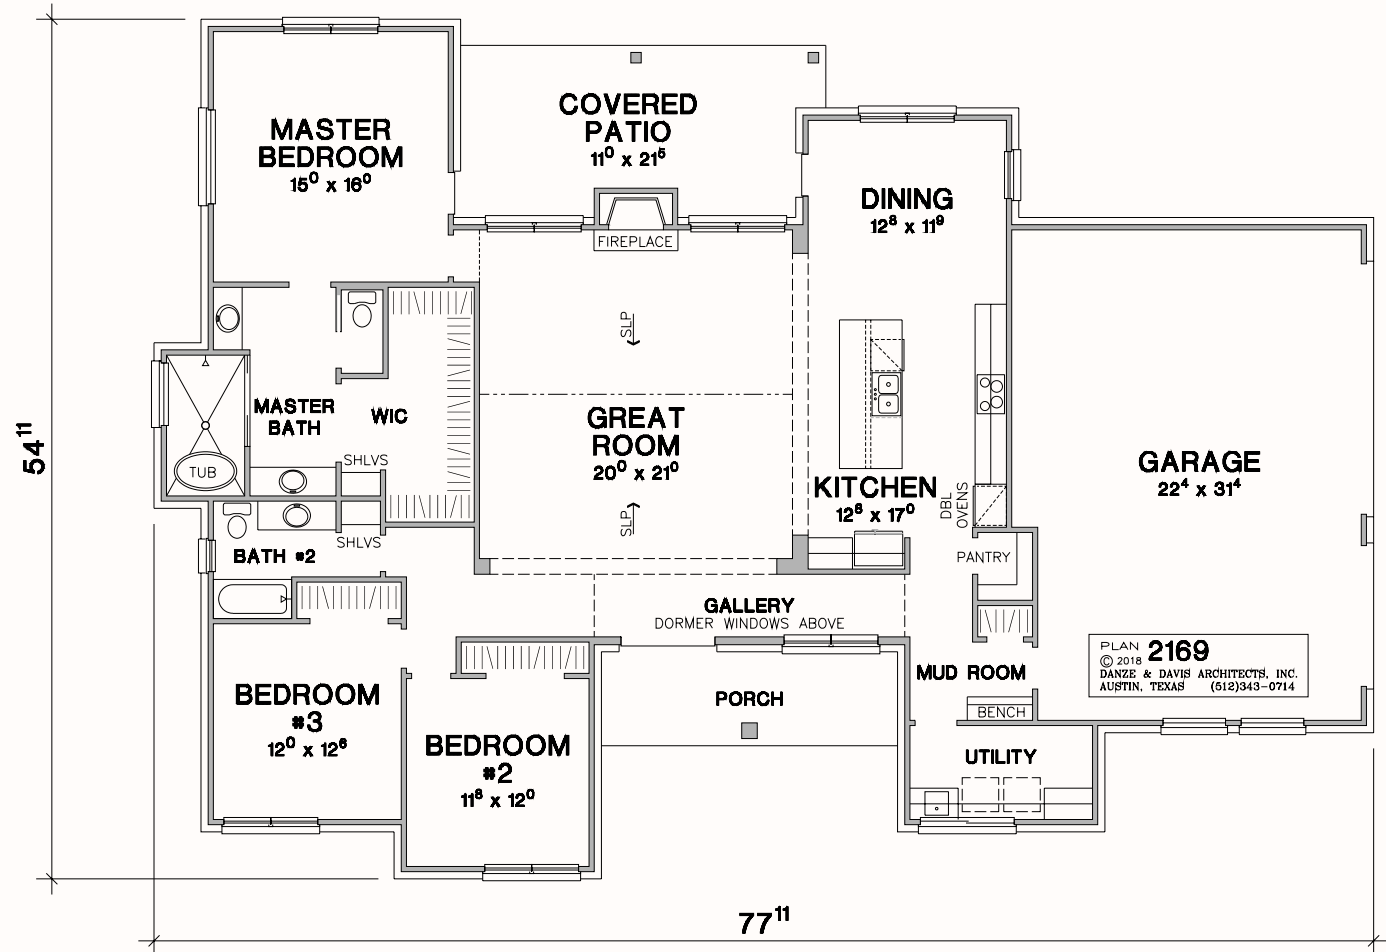 MASTER
BEDROOM
15⁰ x 16⁰
COVERED
PATIO
11⁰ x 21⁵
FIREPLACE
DINING
12⁸ x 11⁹
SLP
GREAT
ROOM
20⁰ x 21⁰
SLP
MASTER
BATH
WIC
SHLVS
TUB
KITCHEN
12⁸ x 17⁰
DBL
OVENS
GARAGE
22⁴ x 31⁴
54¹¹
BATH #2
SHLVS
PANTRY
GALLERY
DORMER WINDOWS ABOVE
PLAN 2169
© 2018
DANZE & DAVIS ARCHITECTS, INC.
AUSTIN, TEXAS (512)343-0714
MUD ROOM
BENCH
BEDROOM
#3
12⁰ x 12⁶
PORCH
BEDROOM
#2
11⁸ x 12⁰
UTILITY
77¹¹